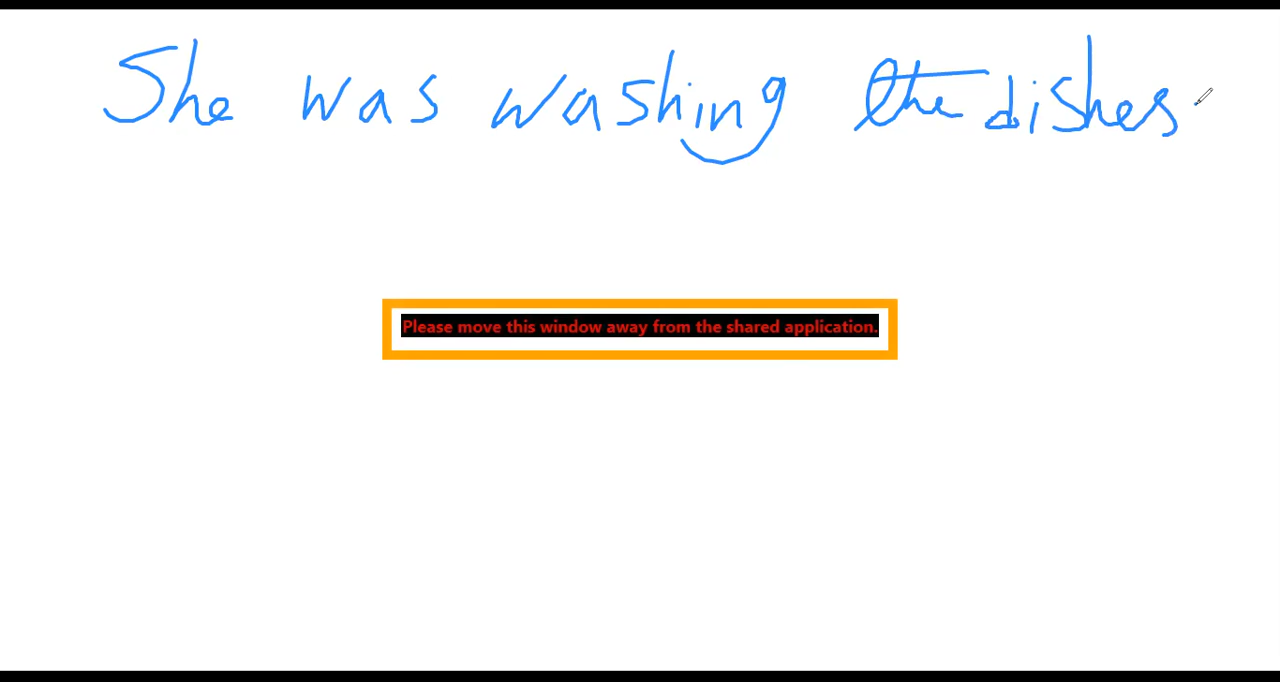 She was washing the dishes
Please move this window away from the shared application.